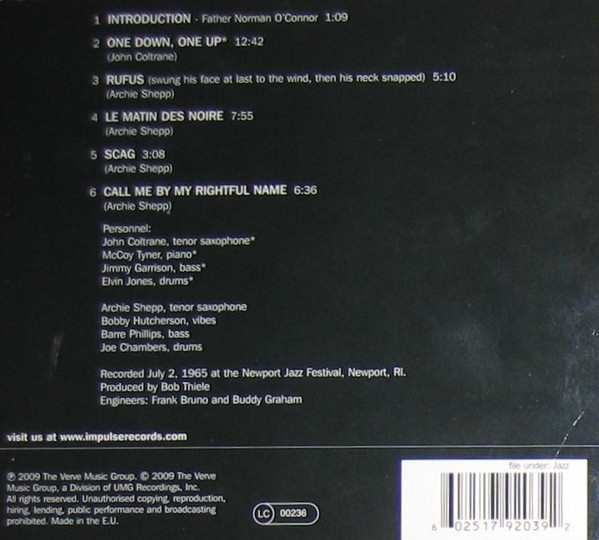 1 INTRODUCTION - Father Norman O'Connor 1:09
2 ONE DOWN, ONE UP* 12:42
(John Coltrane)
3 RUFUS (swung his face at last to the wind, then his neck snapped) 5:10
(Archie Shepp)
4 LE MATIN DES NOIRE 7:55
(Archie Shepp)
5 SCAG 3:08
(Archie Shepp)
6 CALL ME BY MY RIGHTFUL NAME 6:36
(Archie Shepp)
Personnel:
John Coltrane, tenor saxophone*
McCoy Tyner, piano*
Jimmy Garrison, bass*
Elvin Jones, drums*
Archie Shepp, tenor saxophone
Bobby Hutcherson, vibes
Barre Phillips, bass
Joe Chambers, drums
Recorded July 2, 1965 at the Newport Jazz Festival, Newport, RI.
Produced by Bob Thiele
Engineers: Frank Bruno and Buddy Graham
visit us at www.impulserecords.com
℗ 2009 The Verve Music Group. © 2009 The Verve
Music Group, a Division of UMG Recordings, Inc.
All rights reserved. Unauthorised copying, reproduction,
hiring, lending, public performance and broadcasting
prohibited. Made in the E.U.
LC 00236
file under: Jazz
6 02517 92039 2